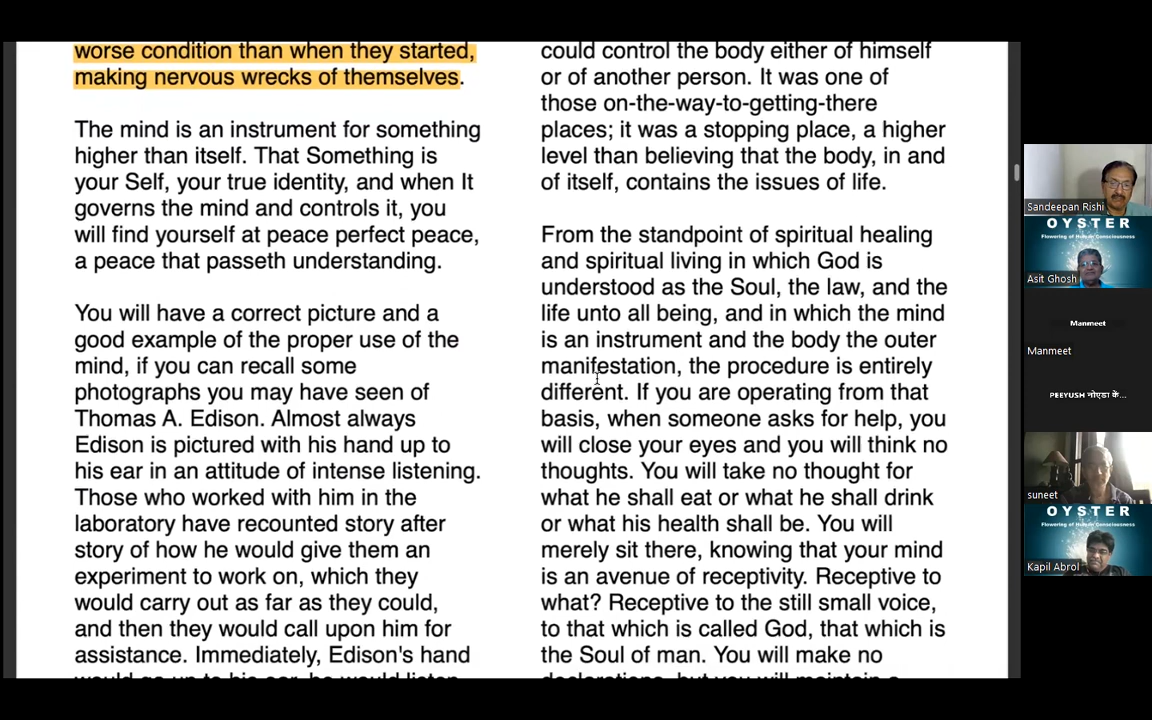 worse condition than when they started,
making nervous wrecks of themselves.
The mind is an instrument for something
higher than itself. That Something is
your Self, your true identity, and when It
governs the mind and controls it, you
will find yourself at peace perfect peace,
a peace that passeth understanding.
You will have a correct picture and a
good example of the proper use of the
mind, if you can recall some
photographs you may have seen of
Thomas A. Edison. Almost always
Edison is pictured with his hand up to
his ear in an attitude of intense listening.
Those who worked with him in the
laboratory have recounted story after
story of how he would give them an
experiment to work on, which they
would carry out as far as they could,
and then they would call upon him for
assistance. Immediately, Edison's hand
would go up to his ear, he would listen
could control the body either of himself
or of another person. It was one of
those on-the-way-to-getting-there
places; it was a stopping place, a higher
level than believing that the body, in and
of itself, contains the issues of life.
From the standpoint of spiritual healing
and spiritual living in which God is
understood as the Soul, the law, and the
life unto all being, and in which the mind
is an instrument and the body the outer
manifestation, the procedure is entirely
different. If you are operating from that
basis, when someone asks for help, you
will close your eyes and you will think no
thoughts. You will take no thought for
what he shall eat or what he shall drink
or what his health shall be. You will
merely sit there, knowing that your mind
is an avenue of receptivity. Receptive to
what? Receptive to the still small voice,
to that which is called God, that which is
the Soul of man. You will make no
declarations, but you will maintain a
Sandeepan Rishi
OYSTER
Flowering of Human Consciousness
Asit Ghosh
Manmeet
Manmeet
PEEYUSH नोएडा कें...
suneet
OYSTER
Flowering of Human Consciousness
Kapil Abrol